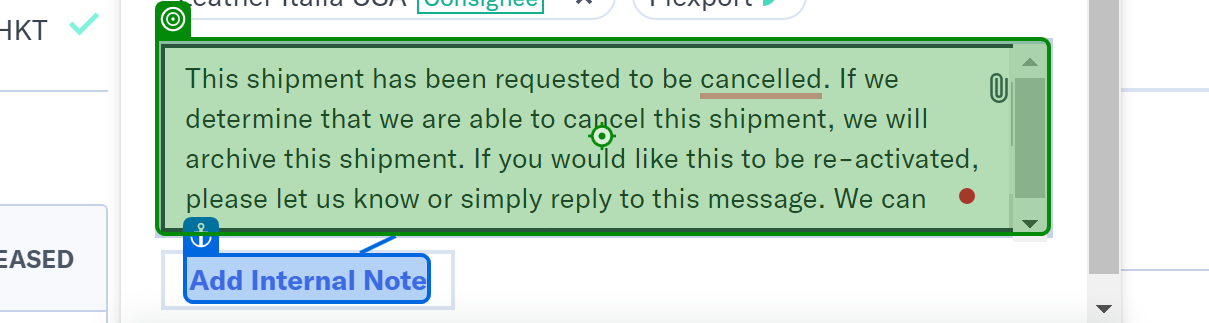 Leather Italia USA Consignee
Flexport
HKT
This shipment has been requested to be cancelled. If we
determine that we are able to cancel this shipment, we will
archive this shipment. If you would like this to be re-activated,
please let us know or simply reply to this message. We can
EASED
Add Internal Note